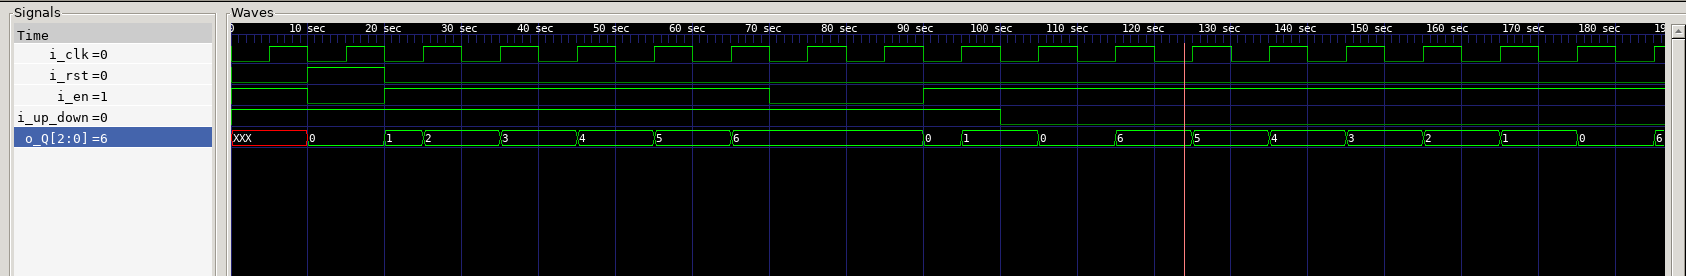 Signals
Waves
Time
0 10 sec 20 sec 30 sec 40 sec 50 sec 60 sec 70 sec 80 sec 90 sec 100 sec 110 sec 120 sec 130 sec 140 sec 150 sec 160 sec 170 sec 180 sec 19
i_clk=0
i_rst=0
i_en=1
i_up_down=0
o_Q[2:0]=6
XXX 0 1 2 3 4 5 6 0 1 0 6 5 4 3 2 1 0 6